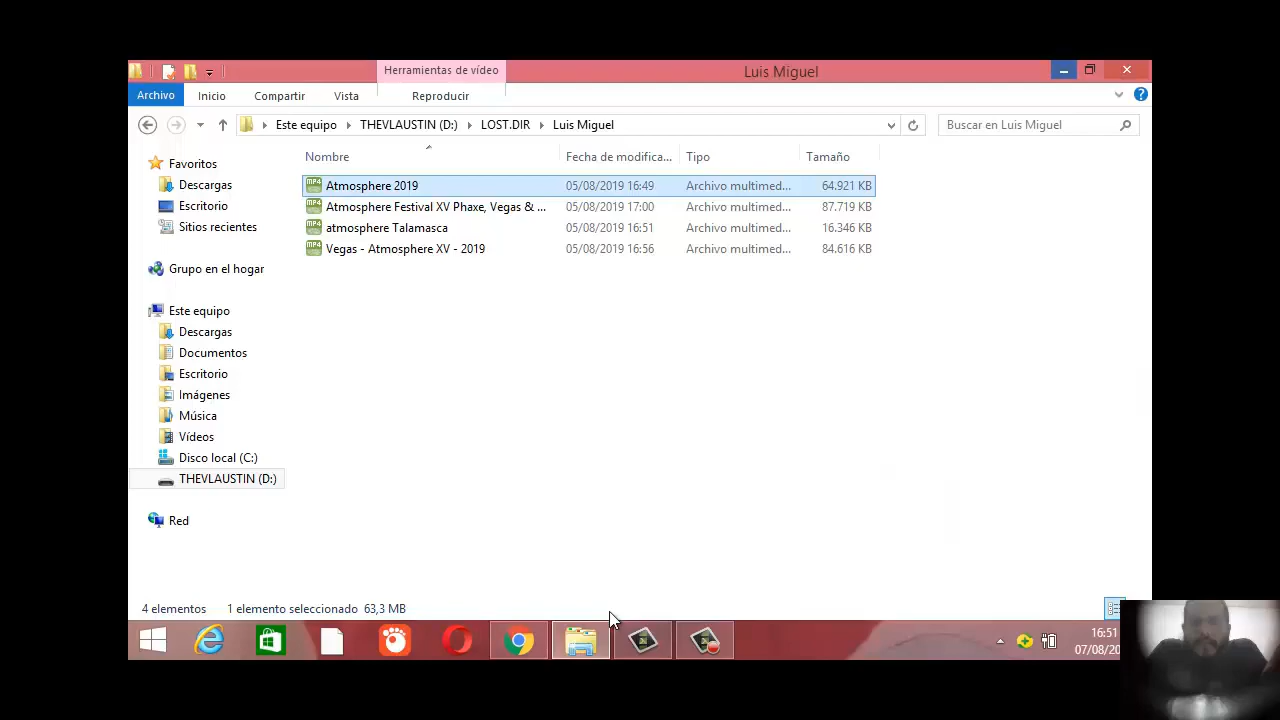 Herramientas de vídeo
Luis Miguel
Archivo Inicio Compartir Vista Reproducir
Este equipo THEVLAUSTIN (D:) LOST.DIR Luis Miguel
Buscar en Luis Miguel
Nombre Fecha de modifica... Tipo Tamaño
Atmosphere 2019 05/08/2019 16:49 Archivo multimed... 64.921 KB
Atmosphere Festival XV Phaxe, Vegas & ... 05/08/2019 17:00 Archivo multimed... 87.719 KB
atmosphere Talamasca 05/08/2019 16:51 Archivo multimed... 16.346 KB
Vegas - Atmosphere XV - 2019 05/08/2019 16:56 Archivo multimed... 84.616 KB
Favoritos
Descargas
Escritorio
Sitios recientes
Grupo en el hogar
Este equipo
Descargas
Documentos
Escritorio
Imágenes
Música
Vídeos
Disco local (C:)
THEVLAUSTIN (D:)
Red
4 elementos 1 elemento seleccionado 63,3 MB
16:51
07/08/20